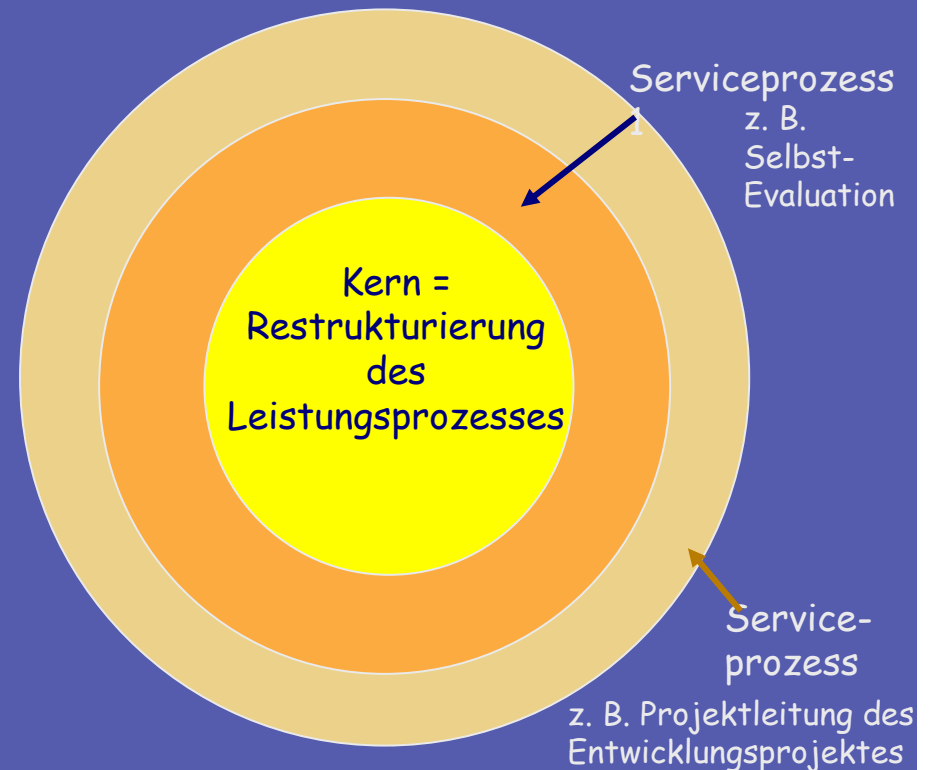 Serviceprozess
1
z. B.
Selbst-
Evaluation
Kern =
Restrukturierung
des
Leistungsprozesses
Service-
prozess
z. B. Projektleitung des
Entwicklungsprojektes